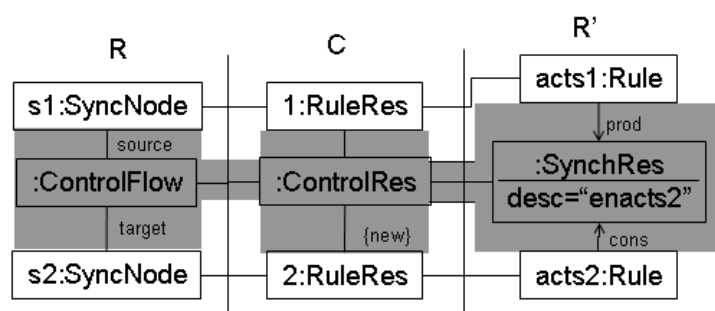 R
C
R’
s1:SyncNode
1:RuleRes
acts1:Rule
source
prod
:ControlFlow
:ControlRes
:SynchRes
desc=“enacts2”
target
{new}
cons
s2:SyncNode
2:RuleRes
acts2:Rule